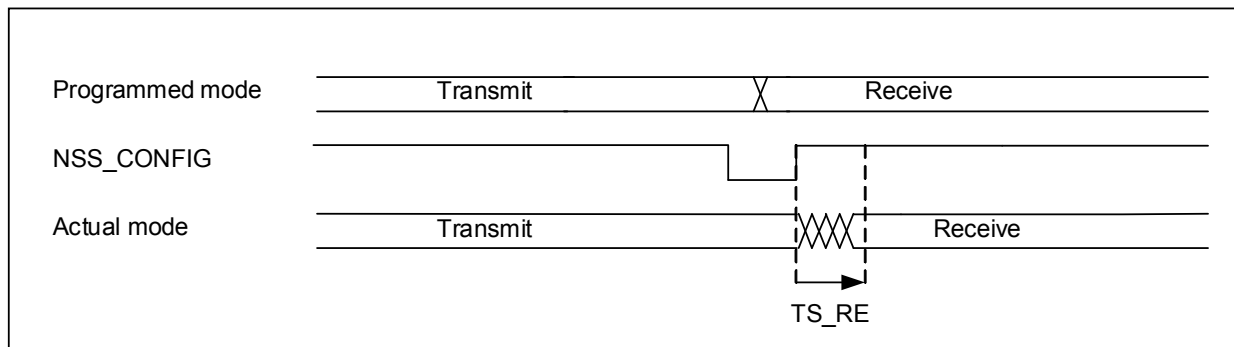 Programmed mode Transmit Receive
NSS_CONFIG
Actual mode Transmit Receive
TS_RE